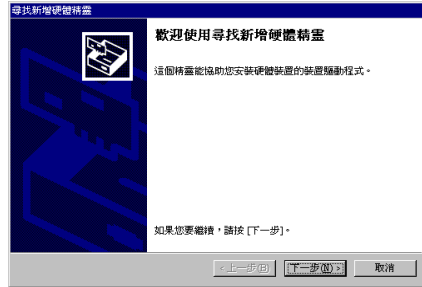 尋找新增硬體精靈
歡迎使用尋找新增硬體精靈
這個精靈能協助您安裝硬體裝置的裝置驅動程式。
如果您要繼續，請按 [下一步]。
< 上一步(B)
下一步(N) >
取消